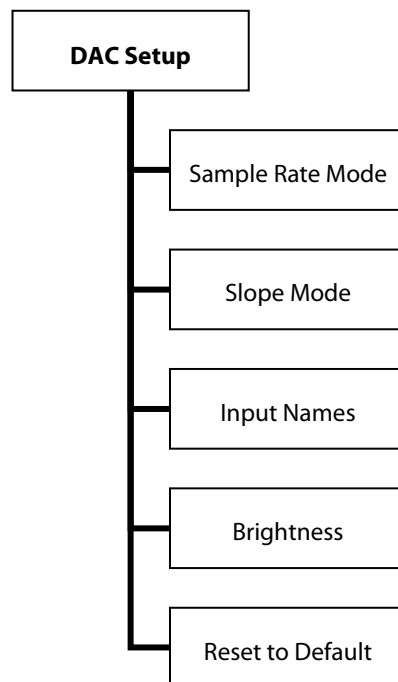 DAC Setup
Sample Rate Mode
Slope Mode
Input Names
Brightness
Reset to Default